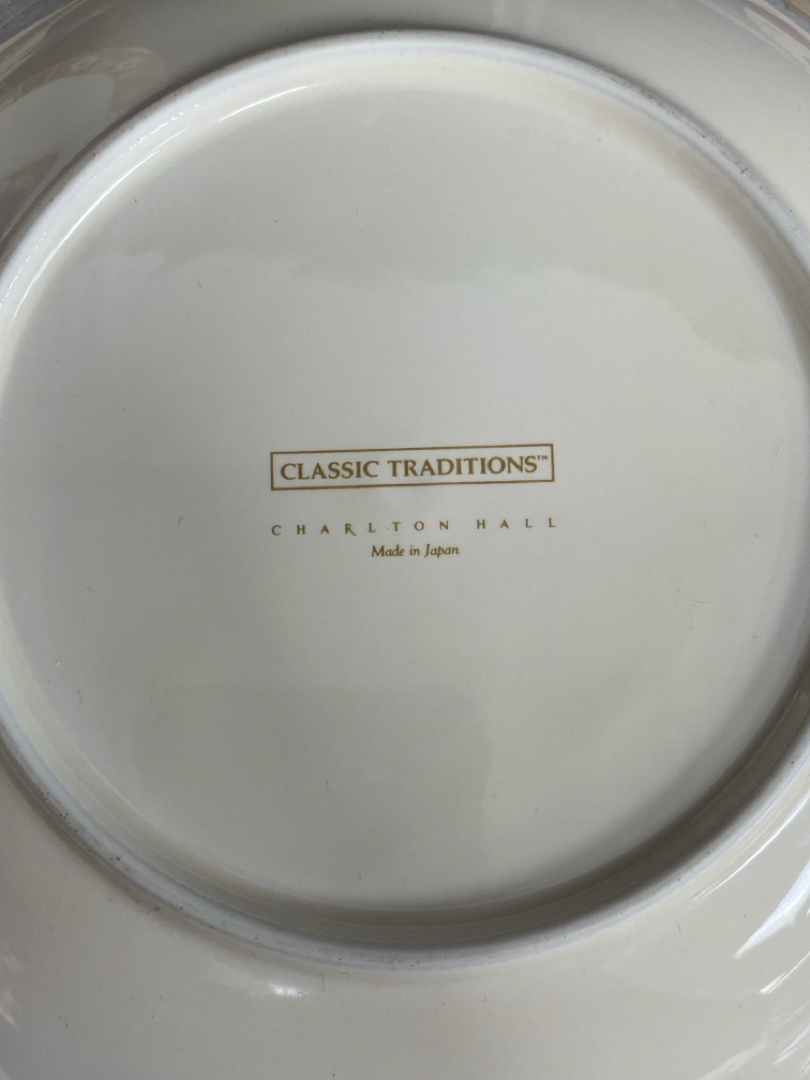 CLASSIC TRADITIONS™
CHARLTON HALL
Made in Japan